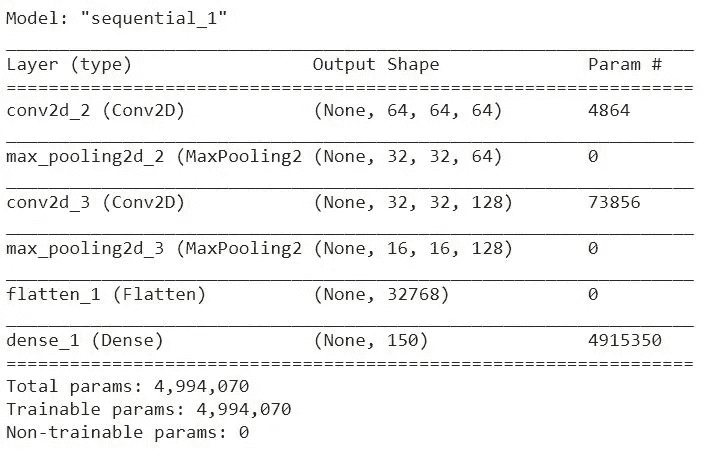 Model: "sequential_1"
Layer (type) Output Shape Param #
conv2d_2 (Conv2D) (None, 64, 64, 64) 4864
max_pooling2d_2 (MaxPooling2 (None, 32, 32, 64) 0
conv2d_3 (Conv2D) (None, 32, 32, 128) 73856
max_pooling2d_3 (MaxPooling2 (None, 16, 16, 128) 0
flatten_1 (Flatten) (None, 32768) 0
dense_1 (Dense) (None, 150) 4915350
Total params: 4,994,070
Trainable params: 4,994,070
Non-trainable params: 0